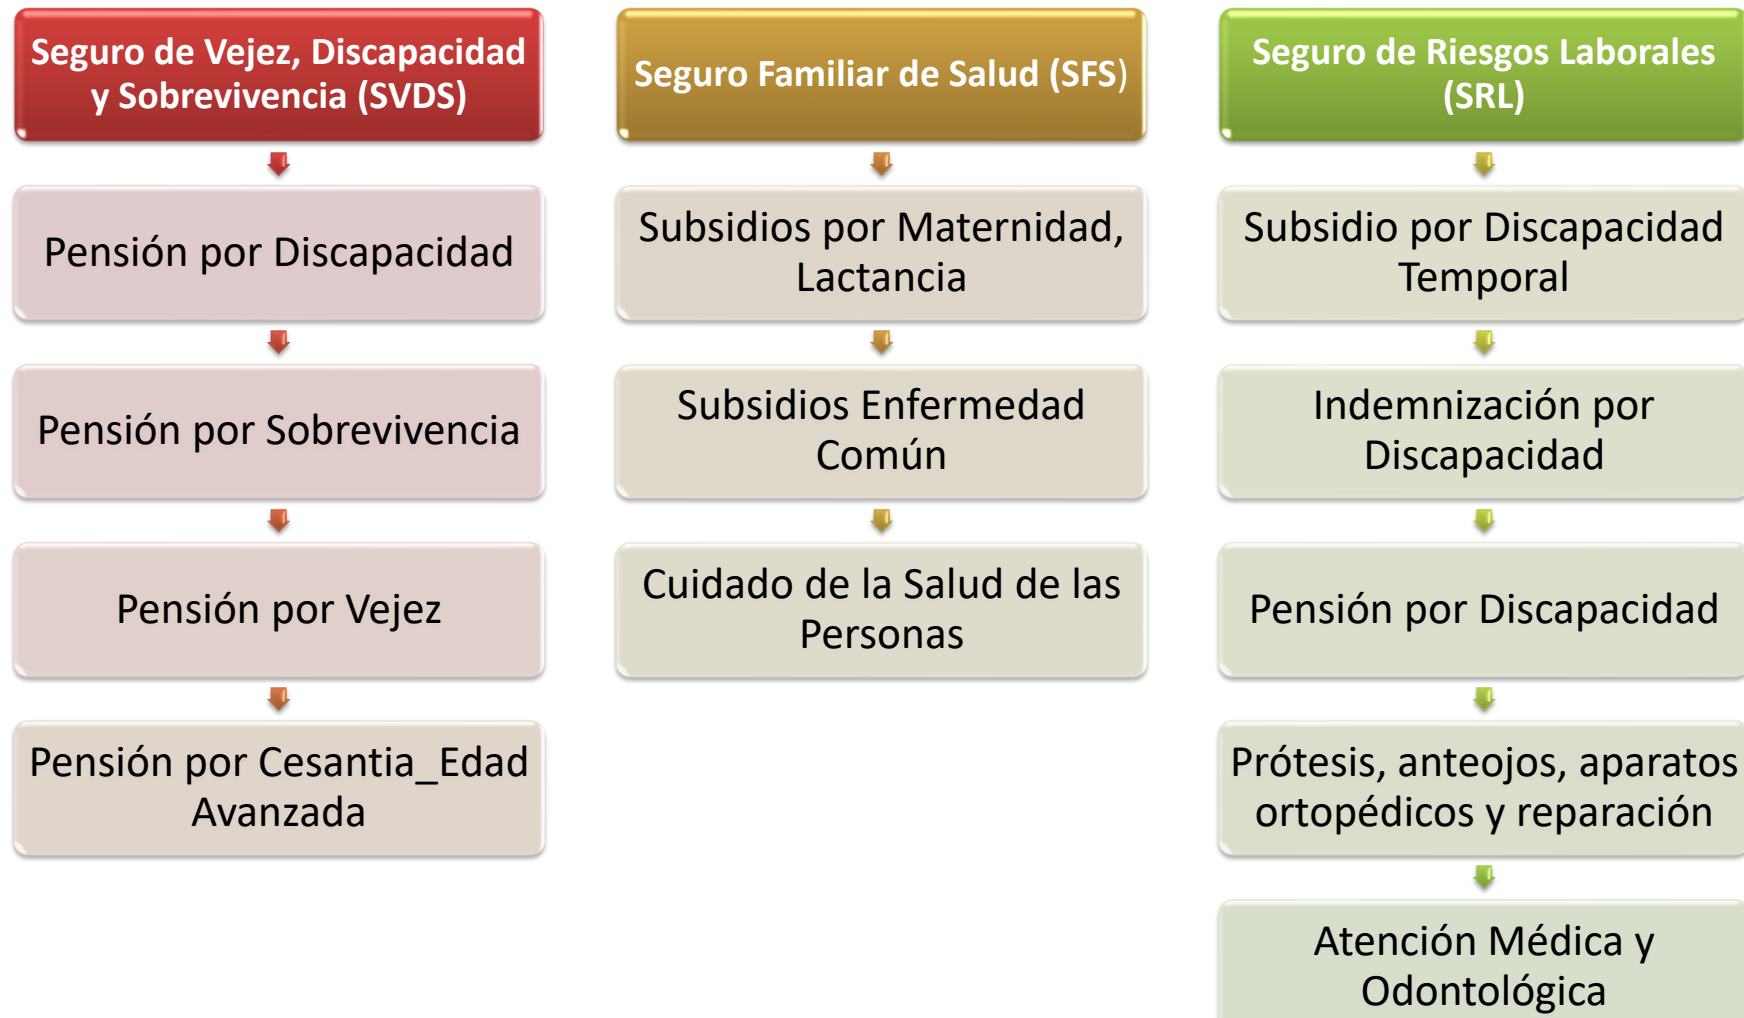 Seguro de Vejez, Discapacidad
y Sobrevivencia (SVDS)
Pensión por Discapacidad
Pensión por Sobrevivencia
Pensión por Vejez
Pensión por Cesantia_Edad
Avanzada
Seguro Familiar de Salud (SFS)
Subsidios por Maternidad,
Lactancia
Subsidios Enfermedad
Común
Cuidado de la Salud de las
Personas
Seguro de Riesgos Laborales
(SRL)
Subsidio por Discapacidad
Temporal
Indemnización por
Discapacidad
Pensión por Discapacidad
Prótesis, anteojos, aparatos
ortopédicos y reparación
Atención Médica y
Odontológica